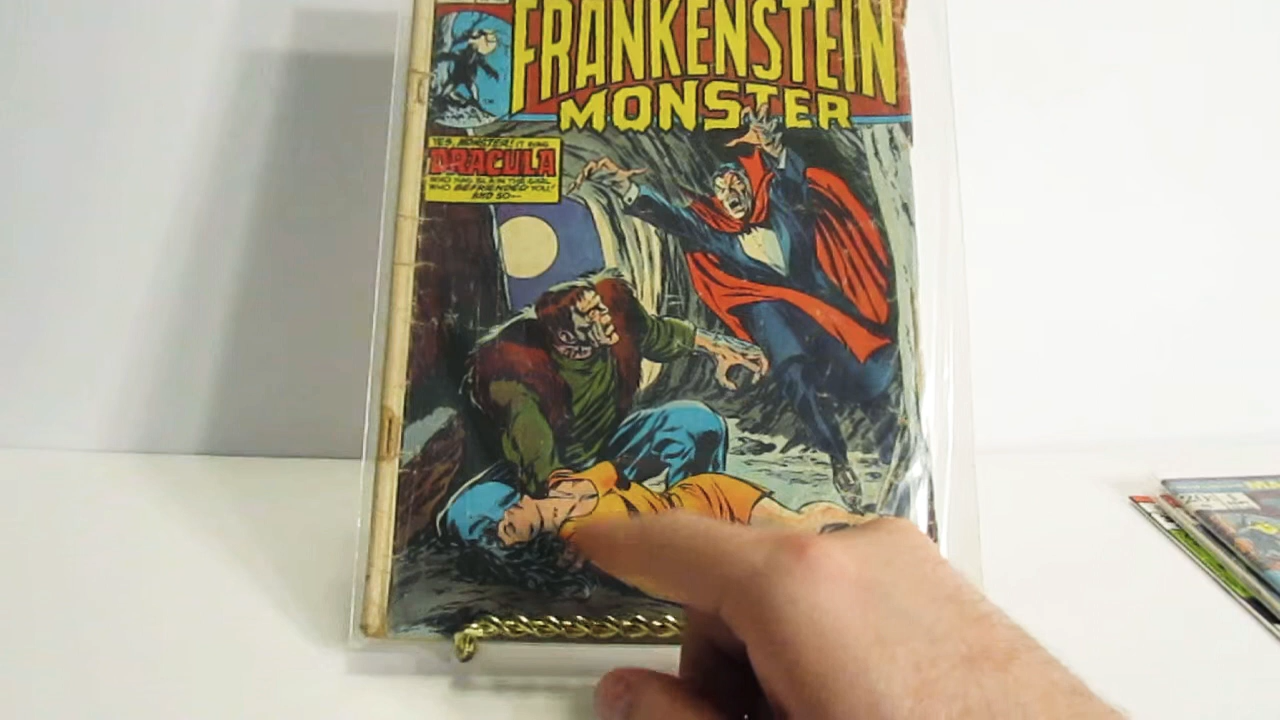 FRANKENSTEIN
MONSTER
YES, MONSTER! IT WAS
DRACULA
WHO HAS SLAIN THE GIRL
WHO BEFRIENDED YOU!
AND SO--